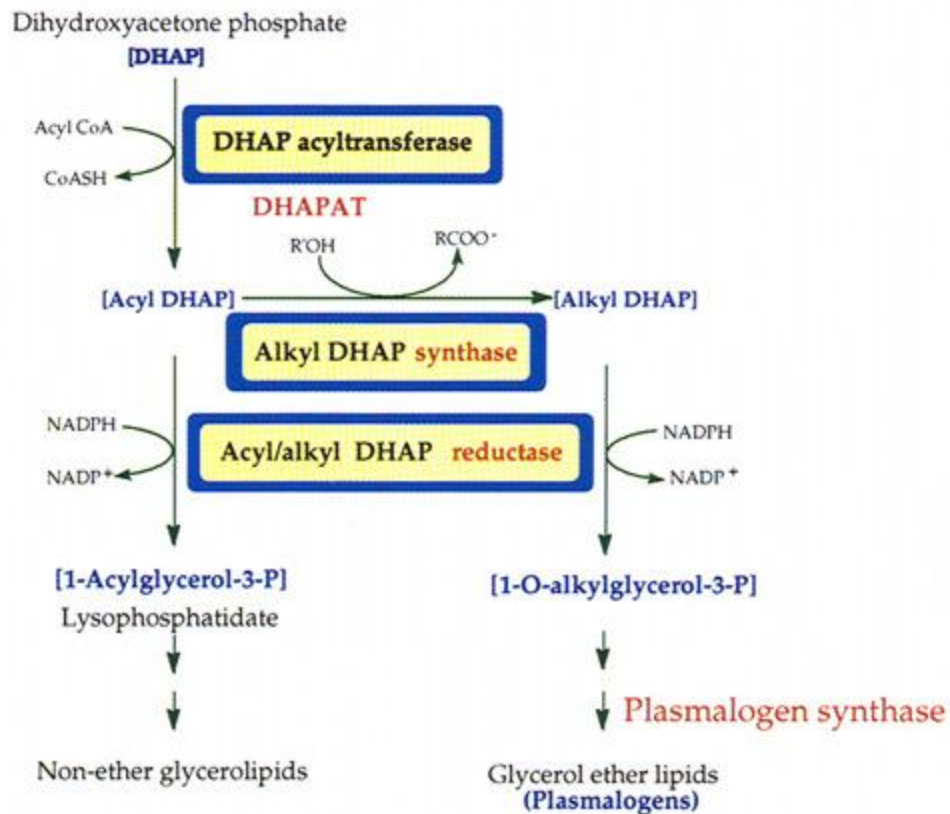 Dihydroxyacetone phosphate
[DHAP]
Acyl CoA
DHAP acyltransferase
CoASH
DHAPAT
R'OH
RCOO-
[Acyl DHAP]
[Alkyl DHAP]
Alkyl DHAP synthase
NADPH
Acyl/alkyl DHAP reductase
NADPH
NADP+
NADP+
[1-Acylglycerol-3-P]
[1-O-alkylglycerol-3-P]
Lysophosphatidate
Plasmalogen synthase
Non-ether glycerolipids
Glycerol ether lipids
(Plasmalogens)